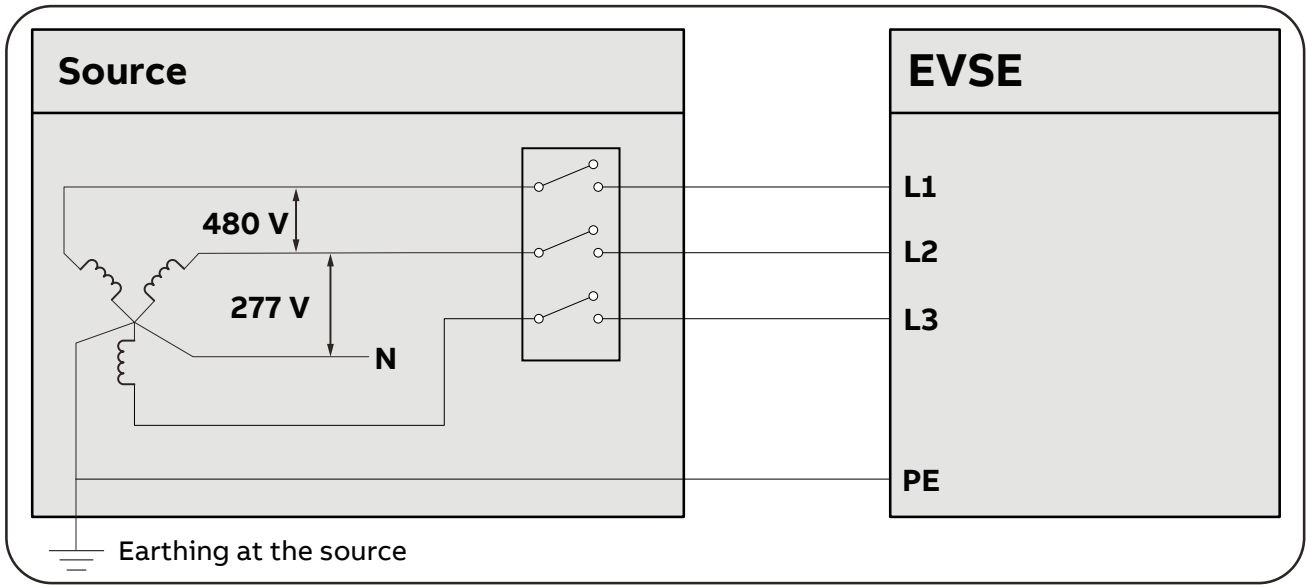 Source
EVSE
L1
480 V
L2
277 V
L3
N
PE
Earthing at the source